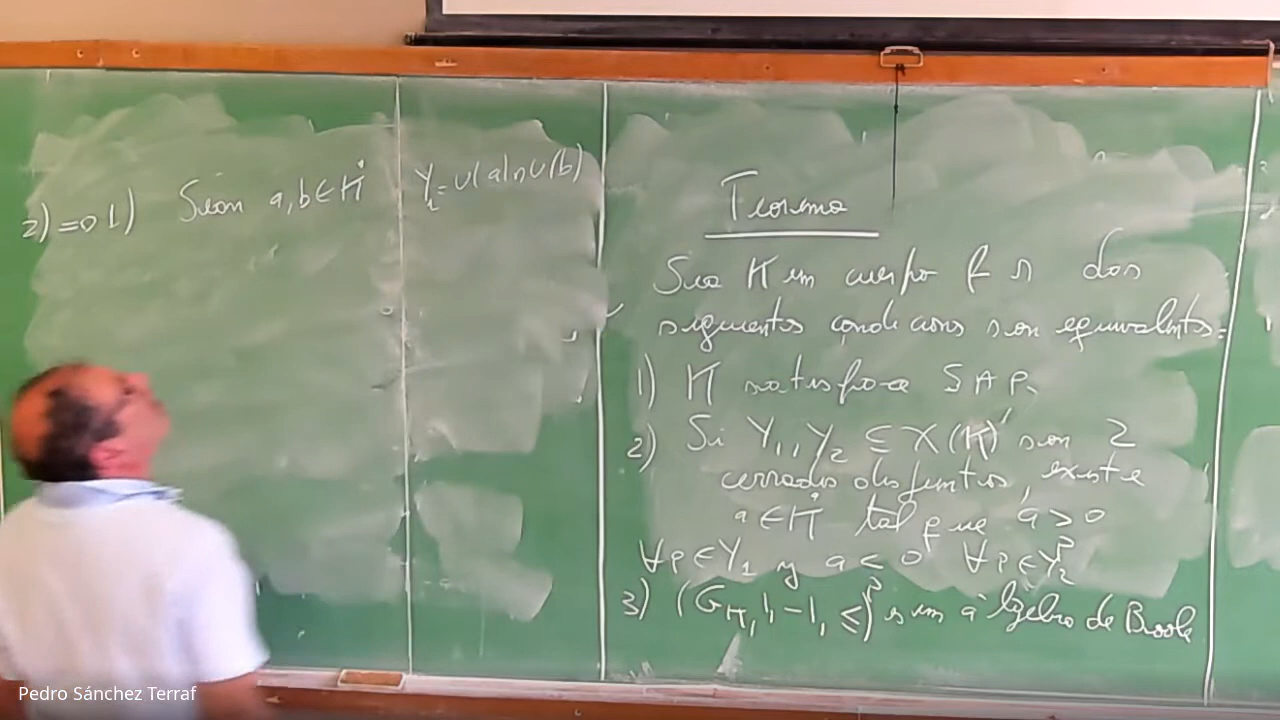 2) ⇒ 1) Sean a, b ∈ K̇ Y₁ = U(a) ∩ U(b)
Teorema
Sea K un cuerpo f r dos
siguientes condiciones son equivalentes:
1) K satisface SAP,
2) Si Y₁, Y₂ ⊆ X(K) son 2
cerrados disjuntos, existe
a ∈ K̇ tal que a >ₚ 0
∀P ∈ Y₁ y a <ₚ 0 ∀P ∈ Y₂
3) (G_K, 1, -1, ≤) es un álgebra de Boole
Pedro Sánchez Terraf